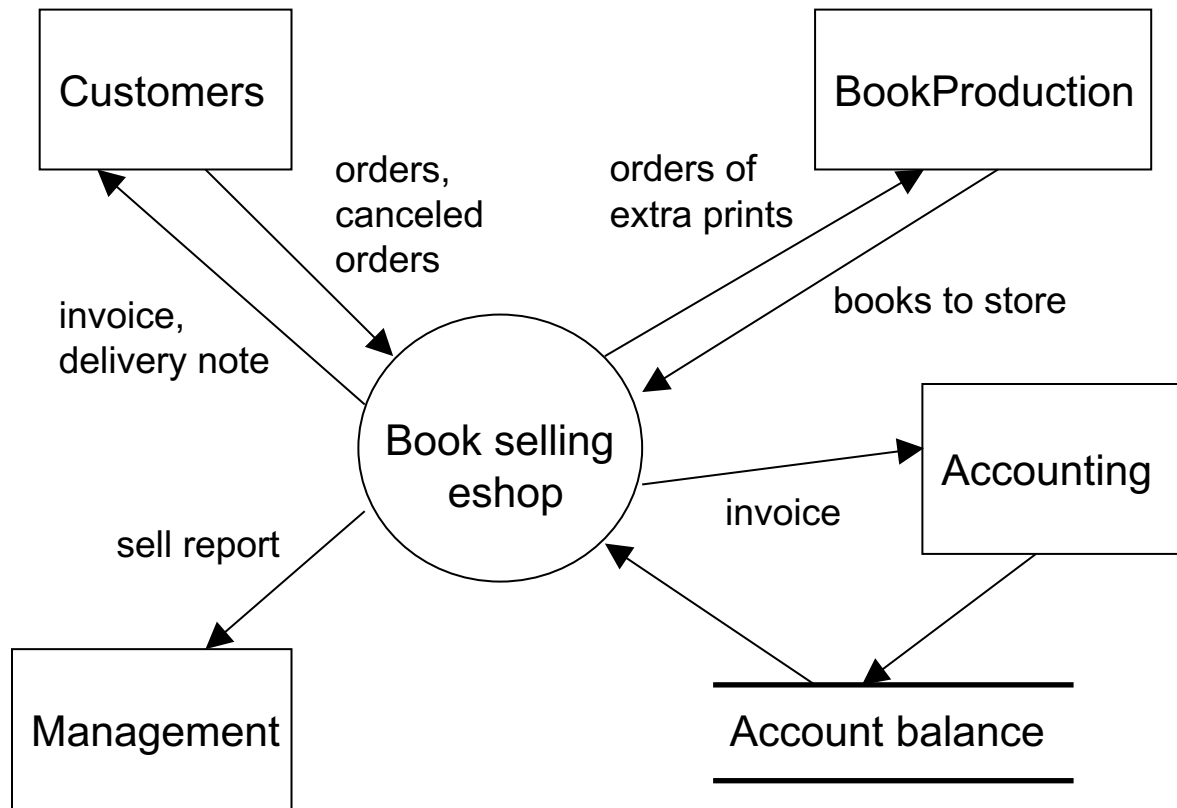 Customers
BookProduction
orders,
canceled
orders
orders of
extra prints
invoice,
delivery note
books to store
Book selling
eshop
Accounting
invoice
sell report
Management
Account balance